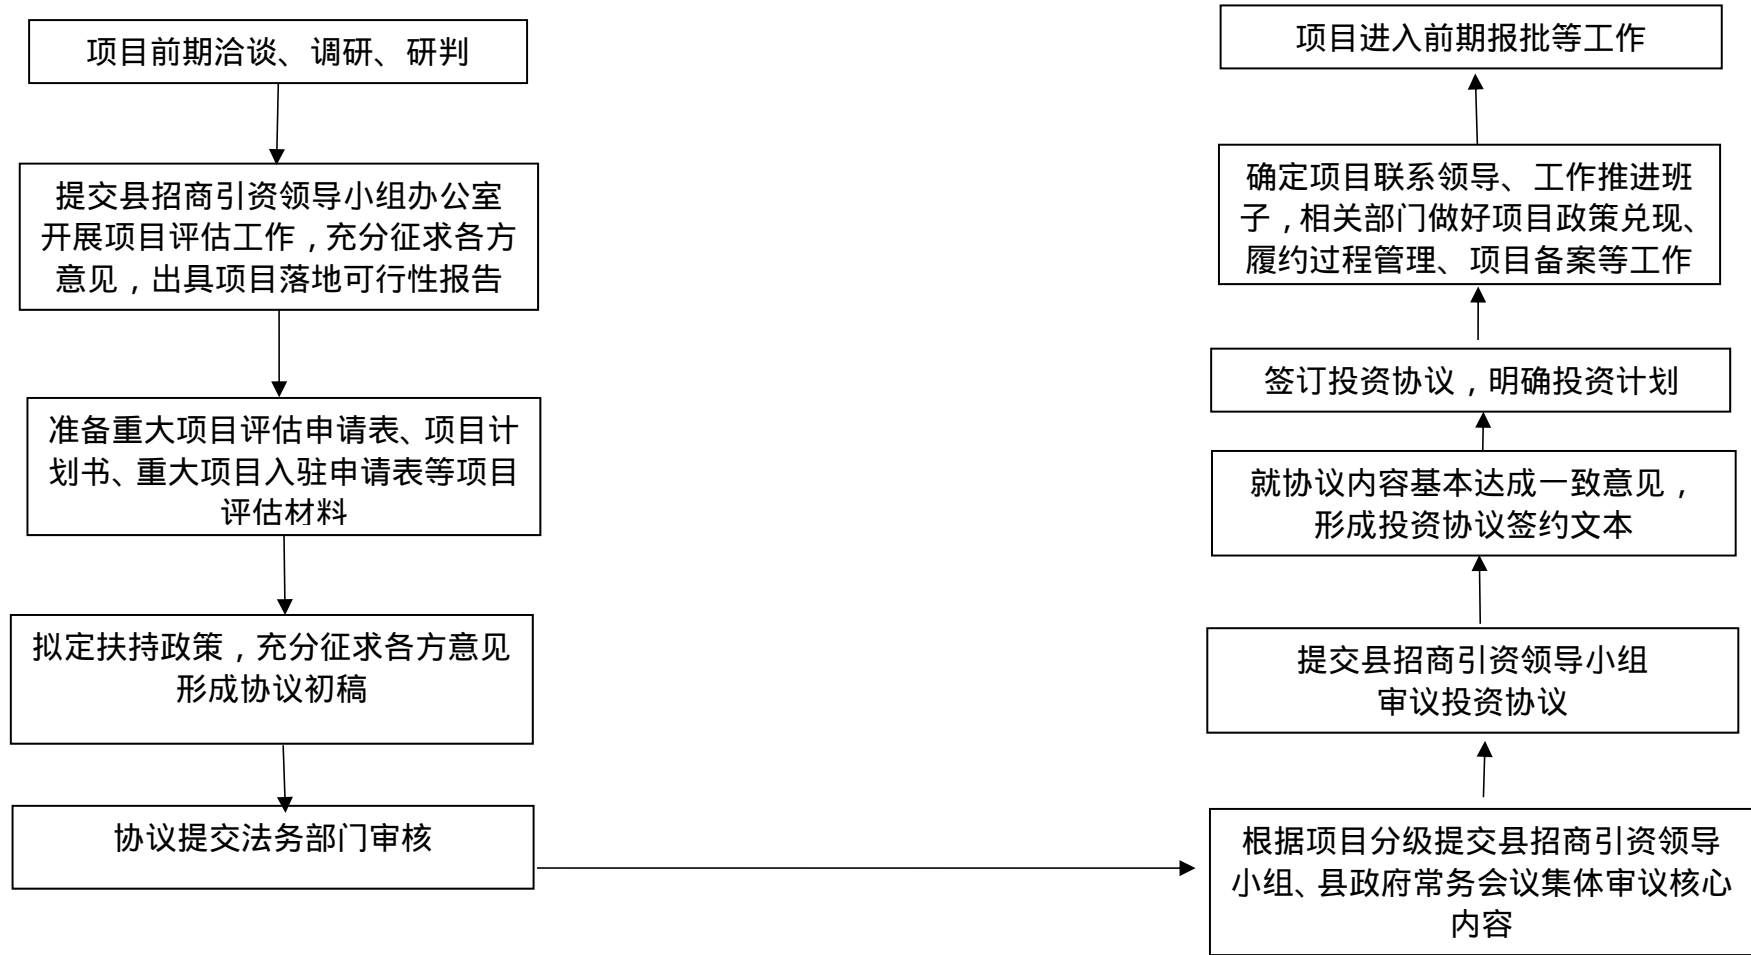 项目前期洽谈、调研、研判
提交县招商引资领导小组办公室
开展项目评估工作，充分征求各方
意见，出具项目落地可行性报告
准备重大项目评估申请表、项目计
划书、重大项目入驻申请表等项目
评估材料
拟定扶持政策，充分征求各方意见
形成协议初稿
协议提交法务部门审核
根据项目分级提交县招商引资领导
小组、县政府常务会议集体审议核心
内容
提交县招商引资领导小组
审议投资协议
就协议内容基本达成一致意见，
形成投资协议签约文本
签订投资协议，明确投资计划
确定项目联系领导、工作推进班
子，相关部门做好项目政策兑现、
履约过程管理、项目备案等工作
项目进入前期报批等工作